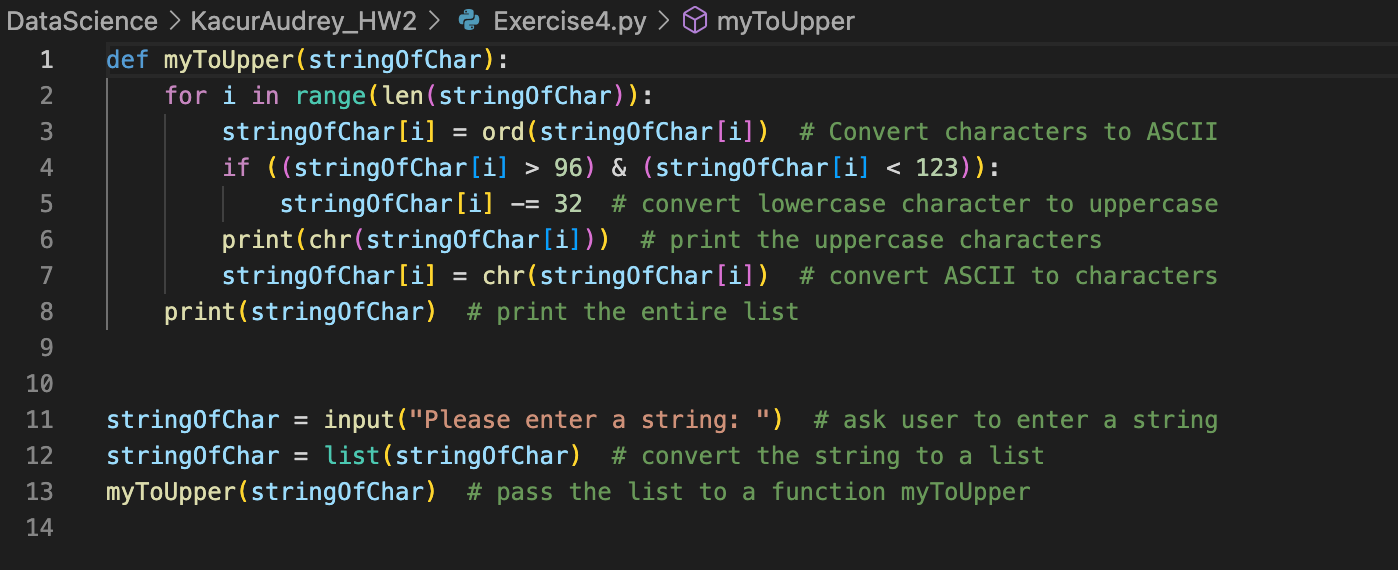 DataScience > KacurAudrey_HW2 > Exercise4.py > myToUpper
1 def myToUpper(stringOfChar):
2     for i in range(len(stringOfChar)):
3         stringOfChar[i] = ord(stringOfChar[i])  # Convert characters to ASCII
4         if ((stringOfChar[i] > 96) & (stringOfChar[i] < 123)):
5             stringOfChar[i] -= 32  # convert lowercase character to uppercase
6         print(chr(stringOfChar[i]))  # print the uppercase characters
7         stringOfChar[i] = chr(stringOfChar[i])  # convert ASCII to characters
8     print(stringOfChar)  # print the entire list
9
10
11 stringOfChar = input("Please enter a string: ")  # ask user to enter a string
12 stringOfChar = list(stringOfChar)  # convert the string to a list
13 myToUpper(stringOfChar)  # pass the list to a function myToUpper
14